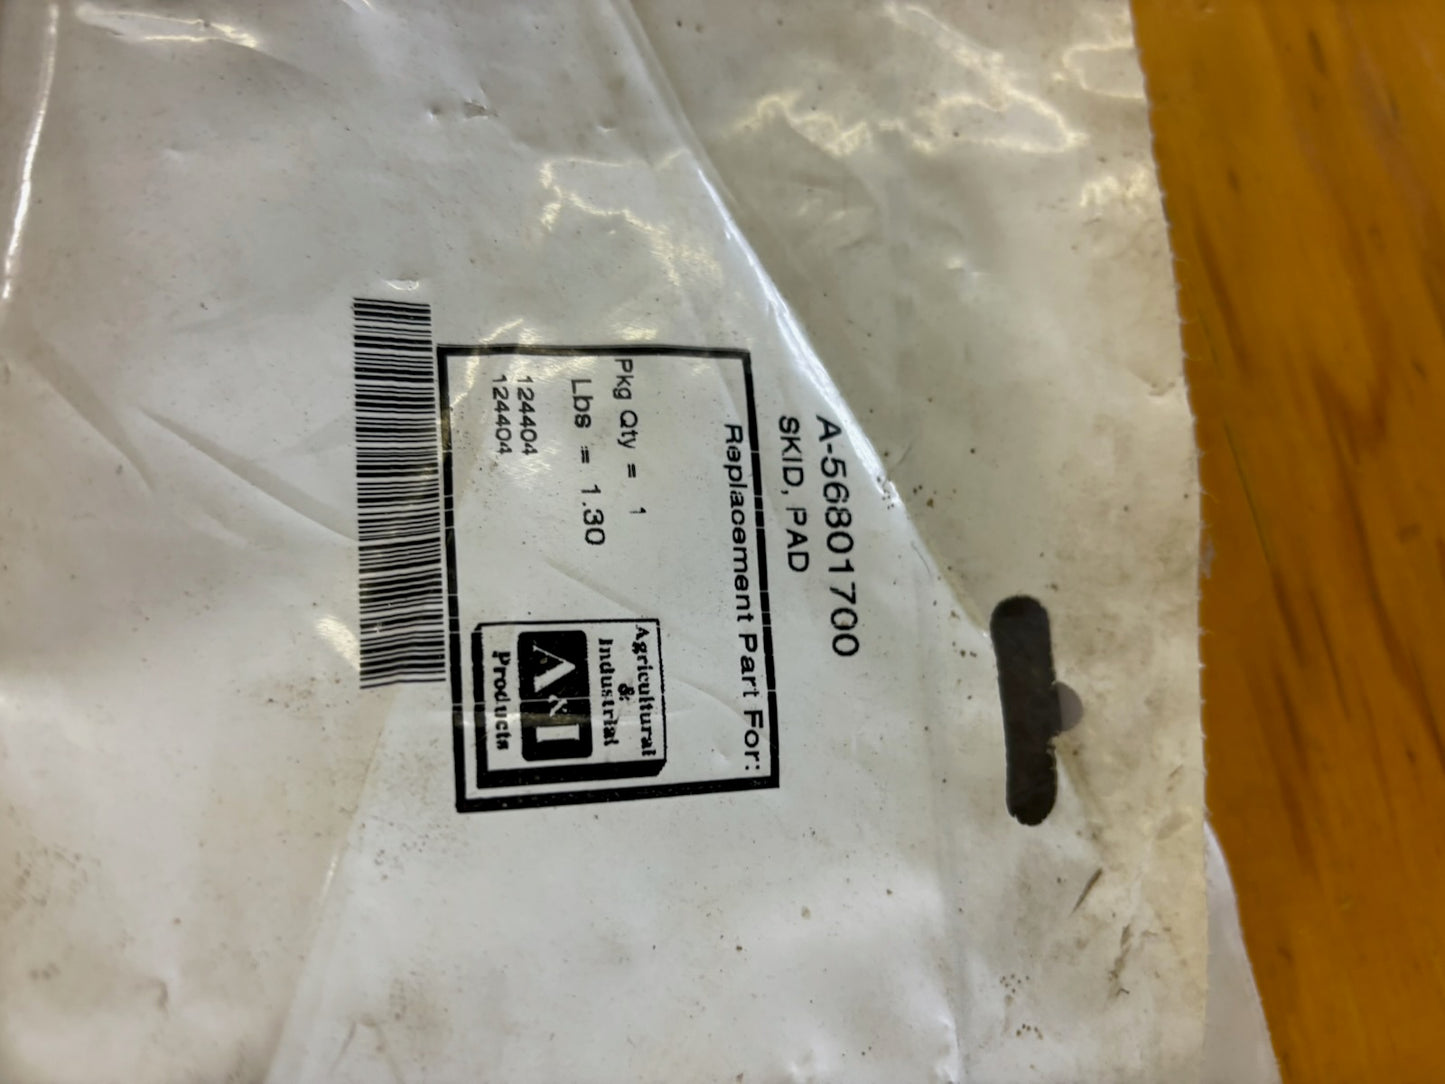 A-56801700
SKID, PAD
Replacement Part For:
Pkg Qty = 1
Lbs = 1.30
124404
124404
Agricultural
&
Industrial
A&I
Products